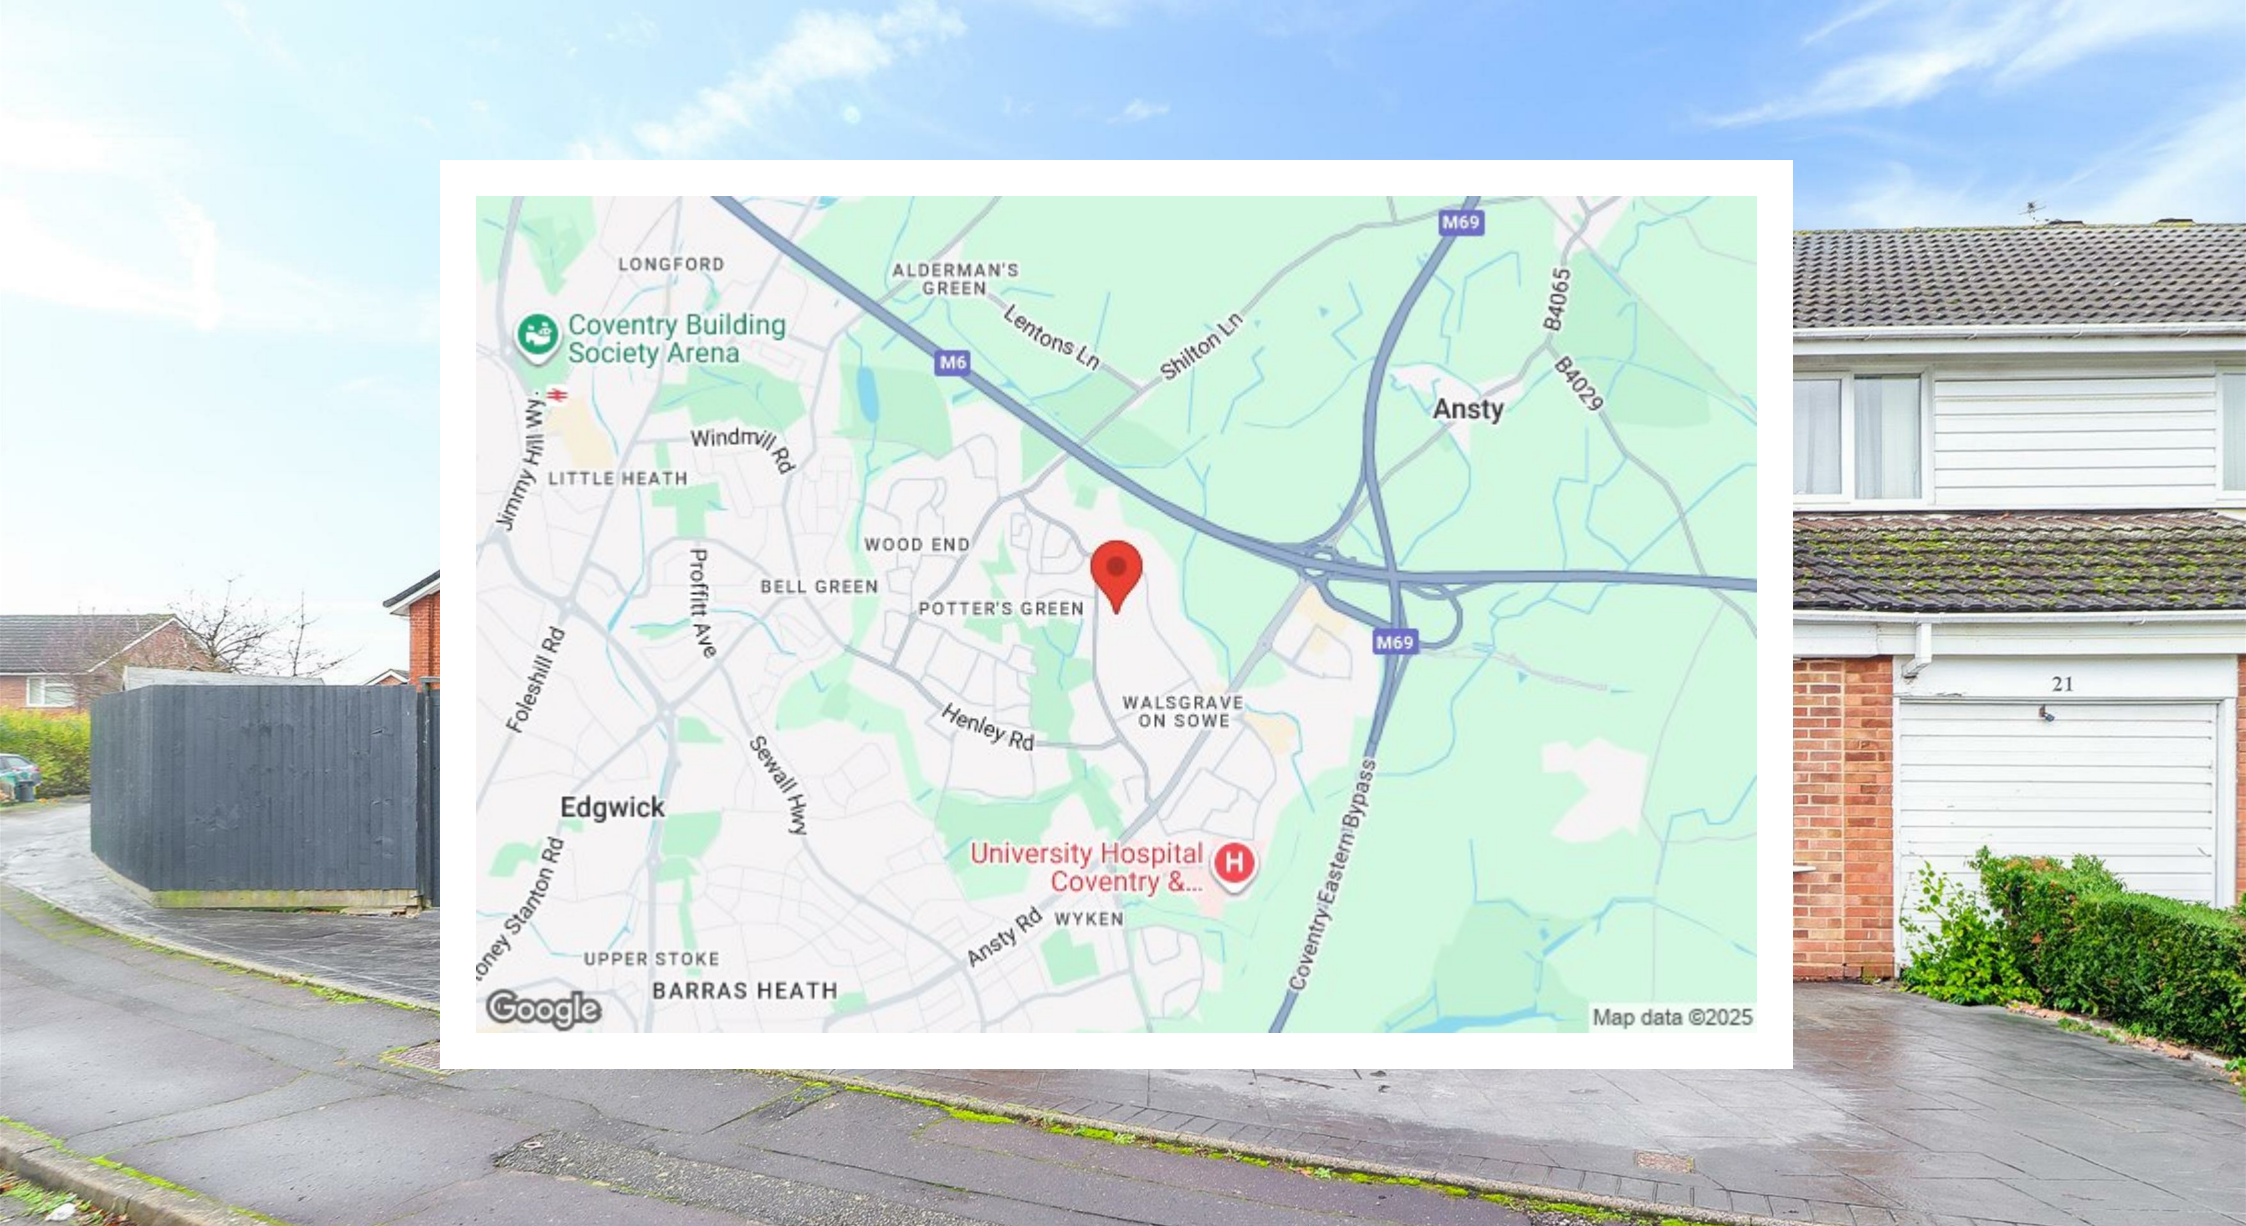 M69
LONGFORD
ALDERMAN'S
GREEN
B4065
Coventry Building
Society Arena
Lentons Ln
Shilton Ln
M6
B4029
Ansty
Jimmy Hill Wy.
Windmill Rd
LITTLE HEATH
WOOD END
BELL GREEN
POTTER'S GREEN
Proffitt Ave
M69
Foleshill Rd
21
WALSGRAVE
ON SOWE
Henley Rd
Sewall Hwy
Edgwick
Coventry Eastern Bypass
University Hospital
Coventry &...
oney Stanton Rd
Ansty Rd
WYKEN
UPPER STOKE
BARRAS HEATH
Google
Map data ©2025